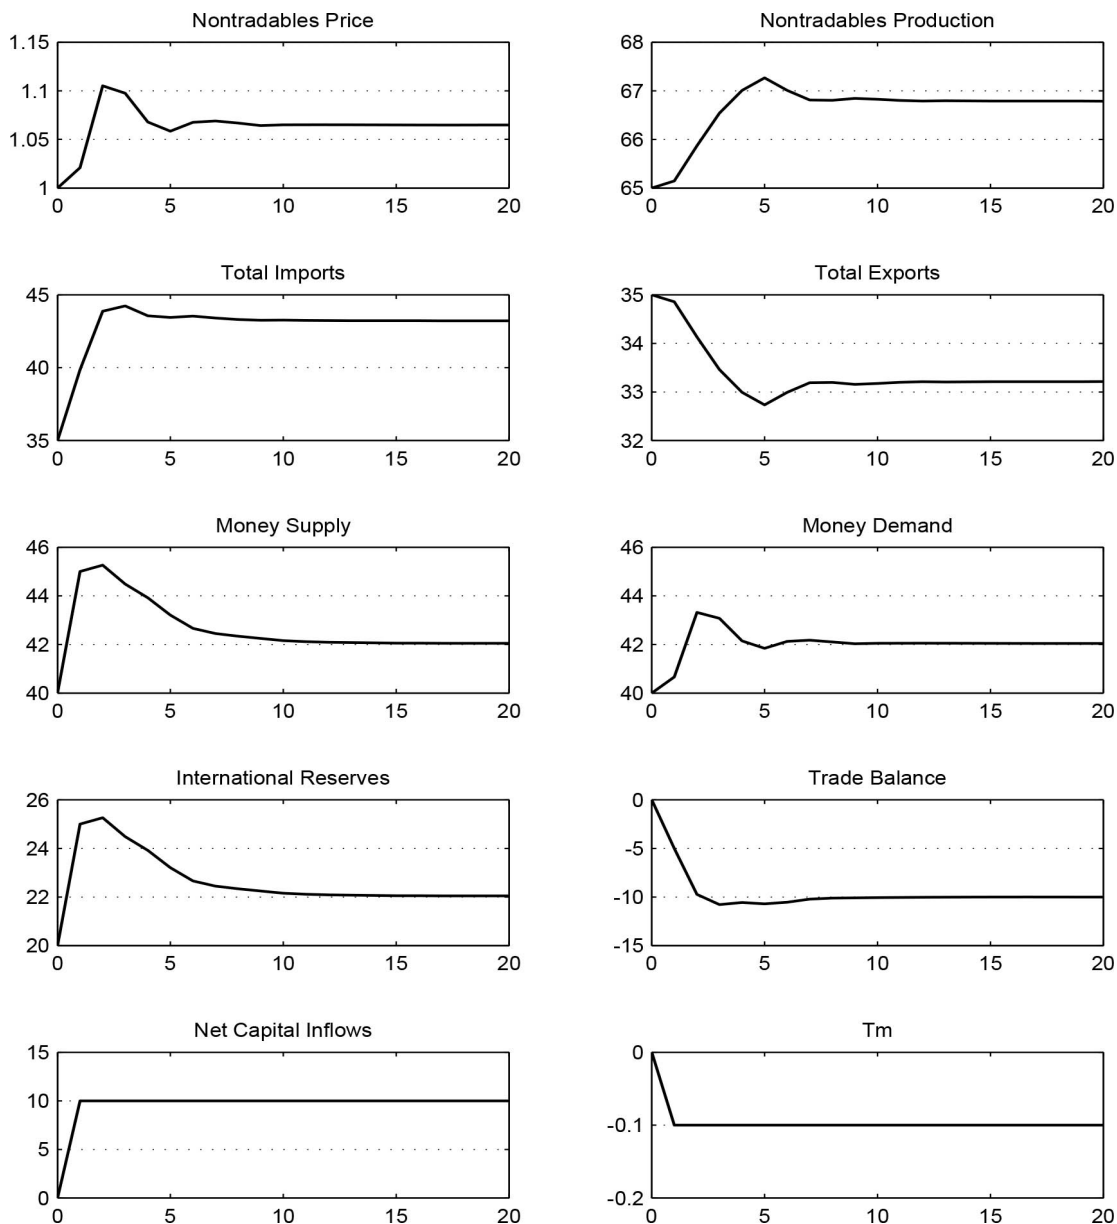 Nontradables Price
1.15
1.1
1.05
1
0 5 10 15 20
Nontradables Production
68
67
66
65
0 5 10 15 20
Total Imports
45
40
35
0 5 10 15 20
Total Exports
35
34
33
32
0 5 10 15 20
Money Supply
46
44
42
40
0 5 10 15 20
Money Demand
46
44
42
40
0 5 10 15 20
International Reserves
26
24
22
20
0 5 10 15 20
Trade Balance
0
-5
-10
-15
0 5 10 15 20
Net Capital Inflows
15
10
5
0
0 5 10 15 20
Tm
0
-0.1
-0.2
0 5 10 15 20